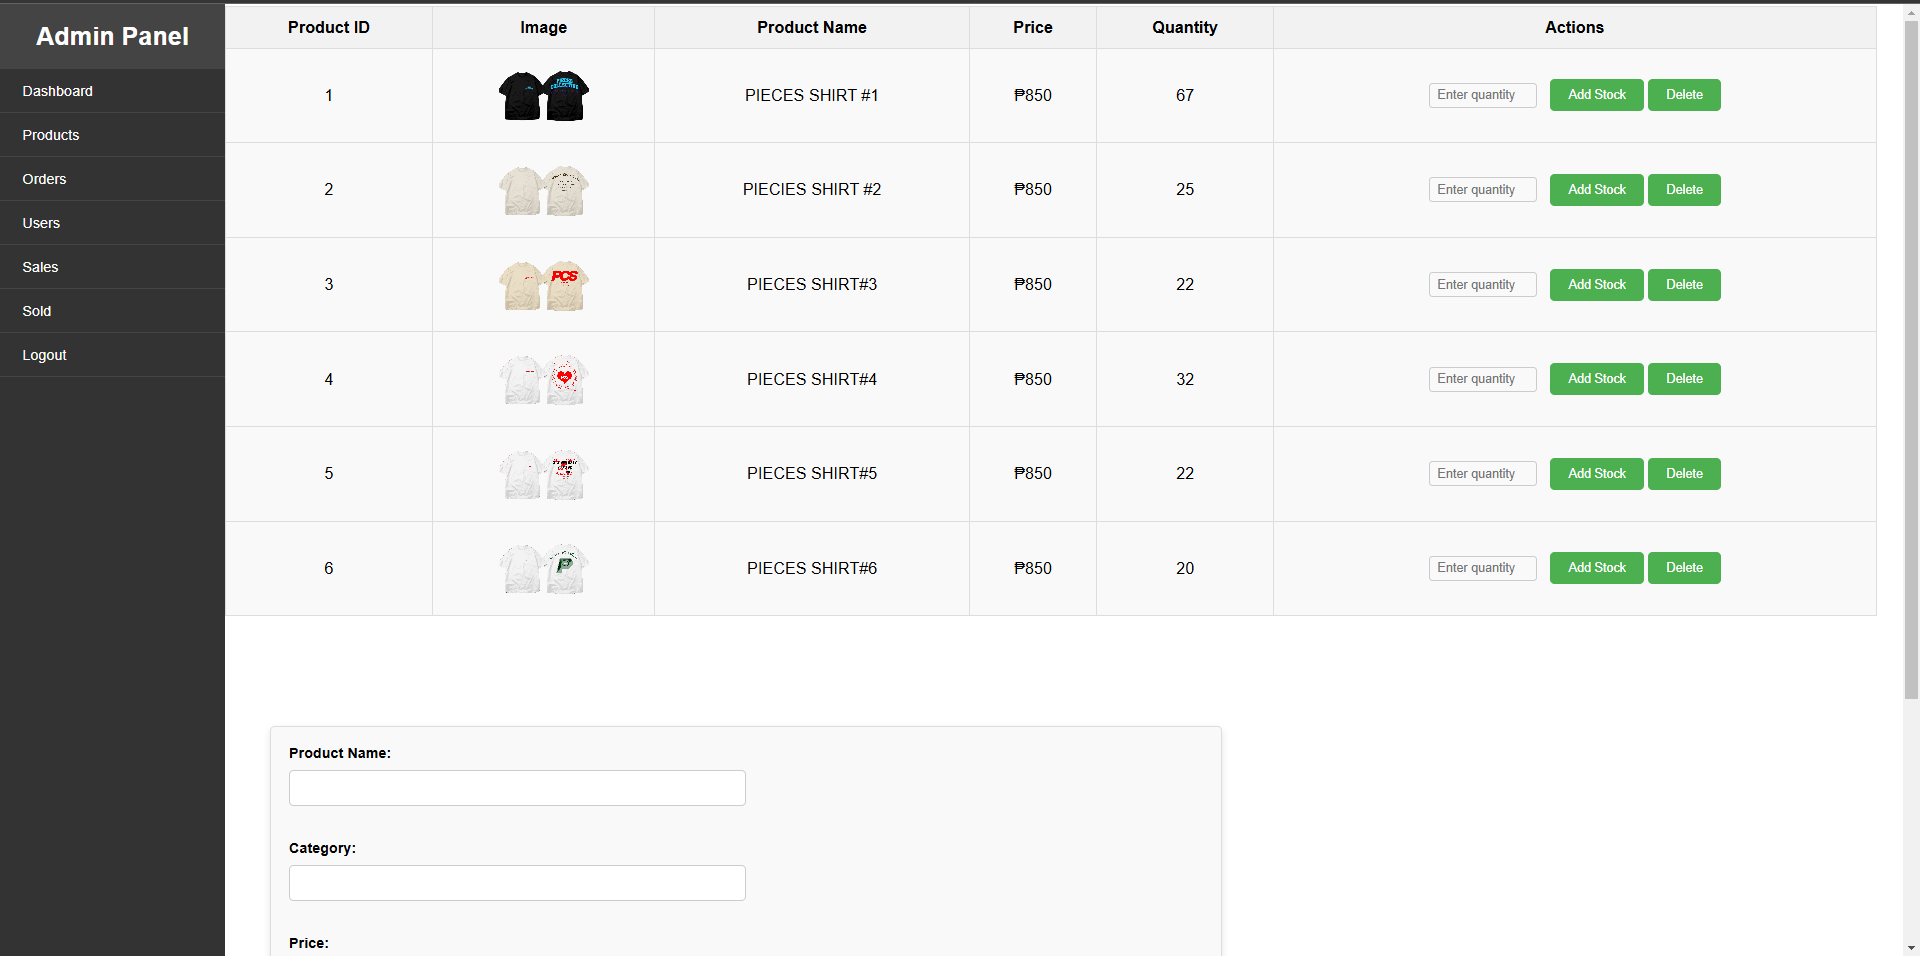 Admin Panel
Dashboard
Products
Orders
Users
Sales
Sold
Logout
Product ID Image Product Name Price Quantity Actions
1 PIECES SHIRT #1 ₱850 67 Enter quantity Add Stock Delete
2 PIECIES SHIRT #2 ₱850 25 Enter quantity Add Stock Delete
3 PCS PIECES SHIRT#3 ₱850 22 Enter quantity Add Stock Delete
4 PIECES SHIRT#4 ₱850 32 Enter quantity Add Stock Delete
5 PIECES SHIRT#5 ₱850 22 Enter quantity Add Stock Delete
6 P PIECES SHIRT#6 ₱850 20 Enter quantity Add Stock Delete
Product Name:
Category:
Price: